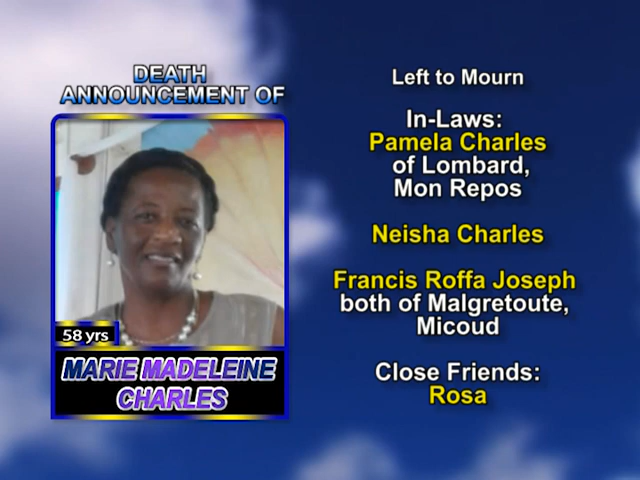 DEATH
ANNOUNCEMENT OF
58 yrs
MARIE MADELEINE
CHARLES
Left to Mourn
In-Laws:
Pamela Charles
of Lombard,
Mon Repos
Neisha Charles
Francis Roffa Joseph
both of Malgretoute,
Micoud
Close Friends:
Rosa